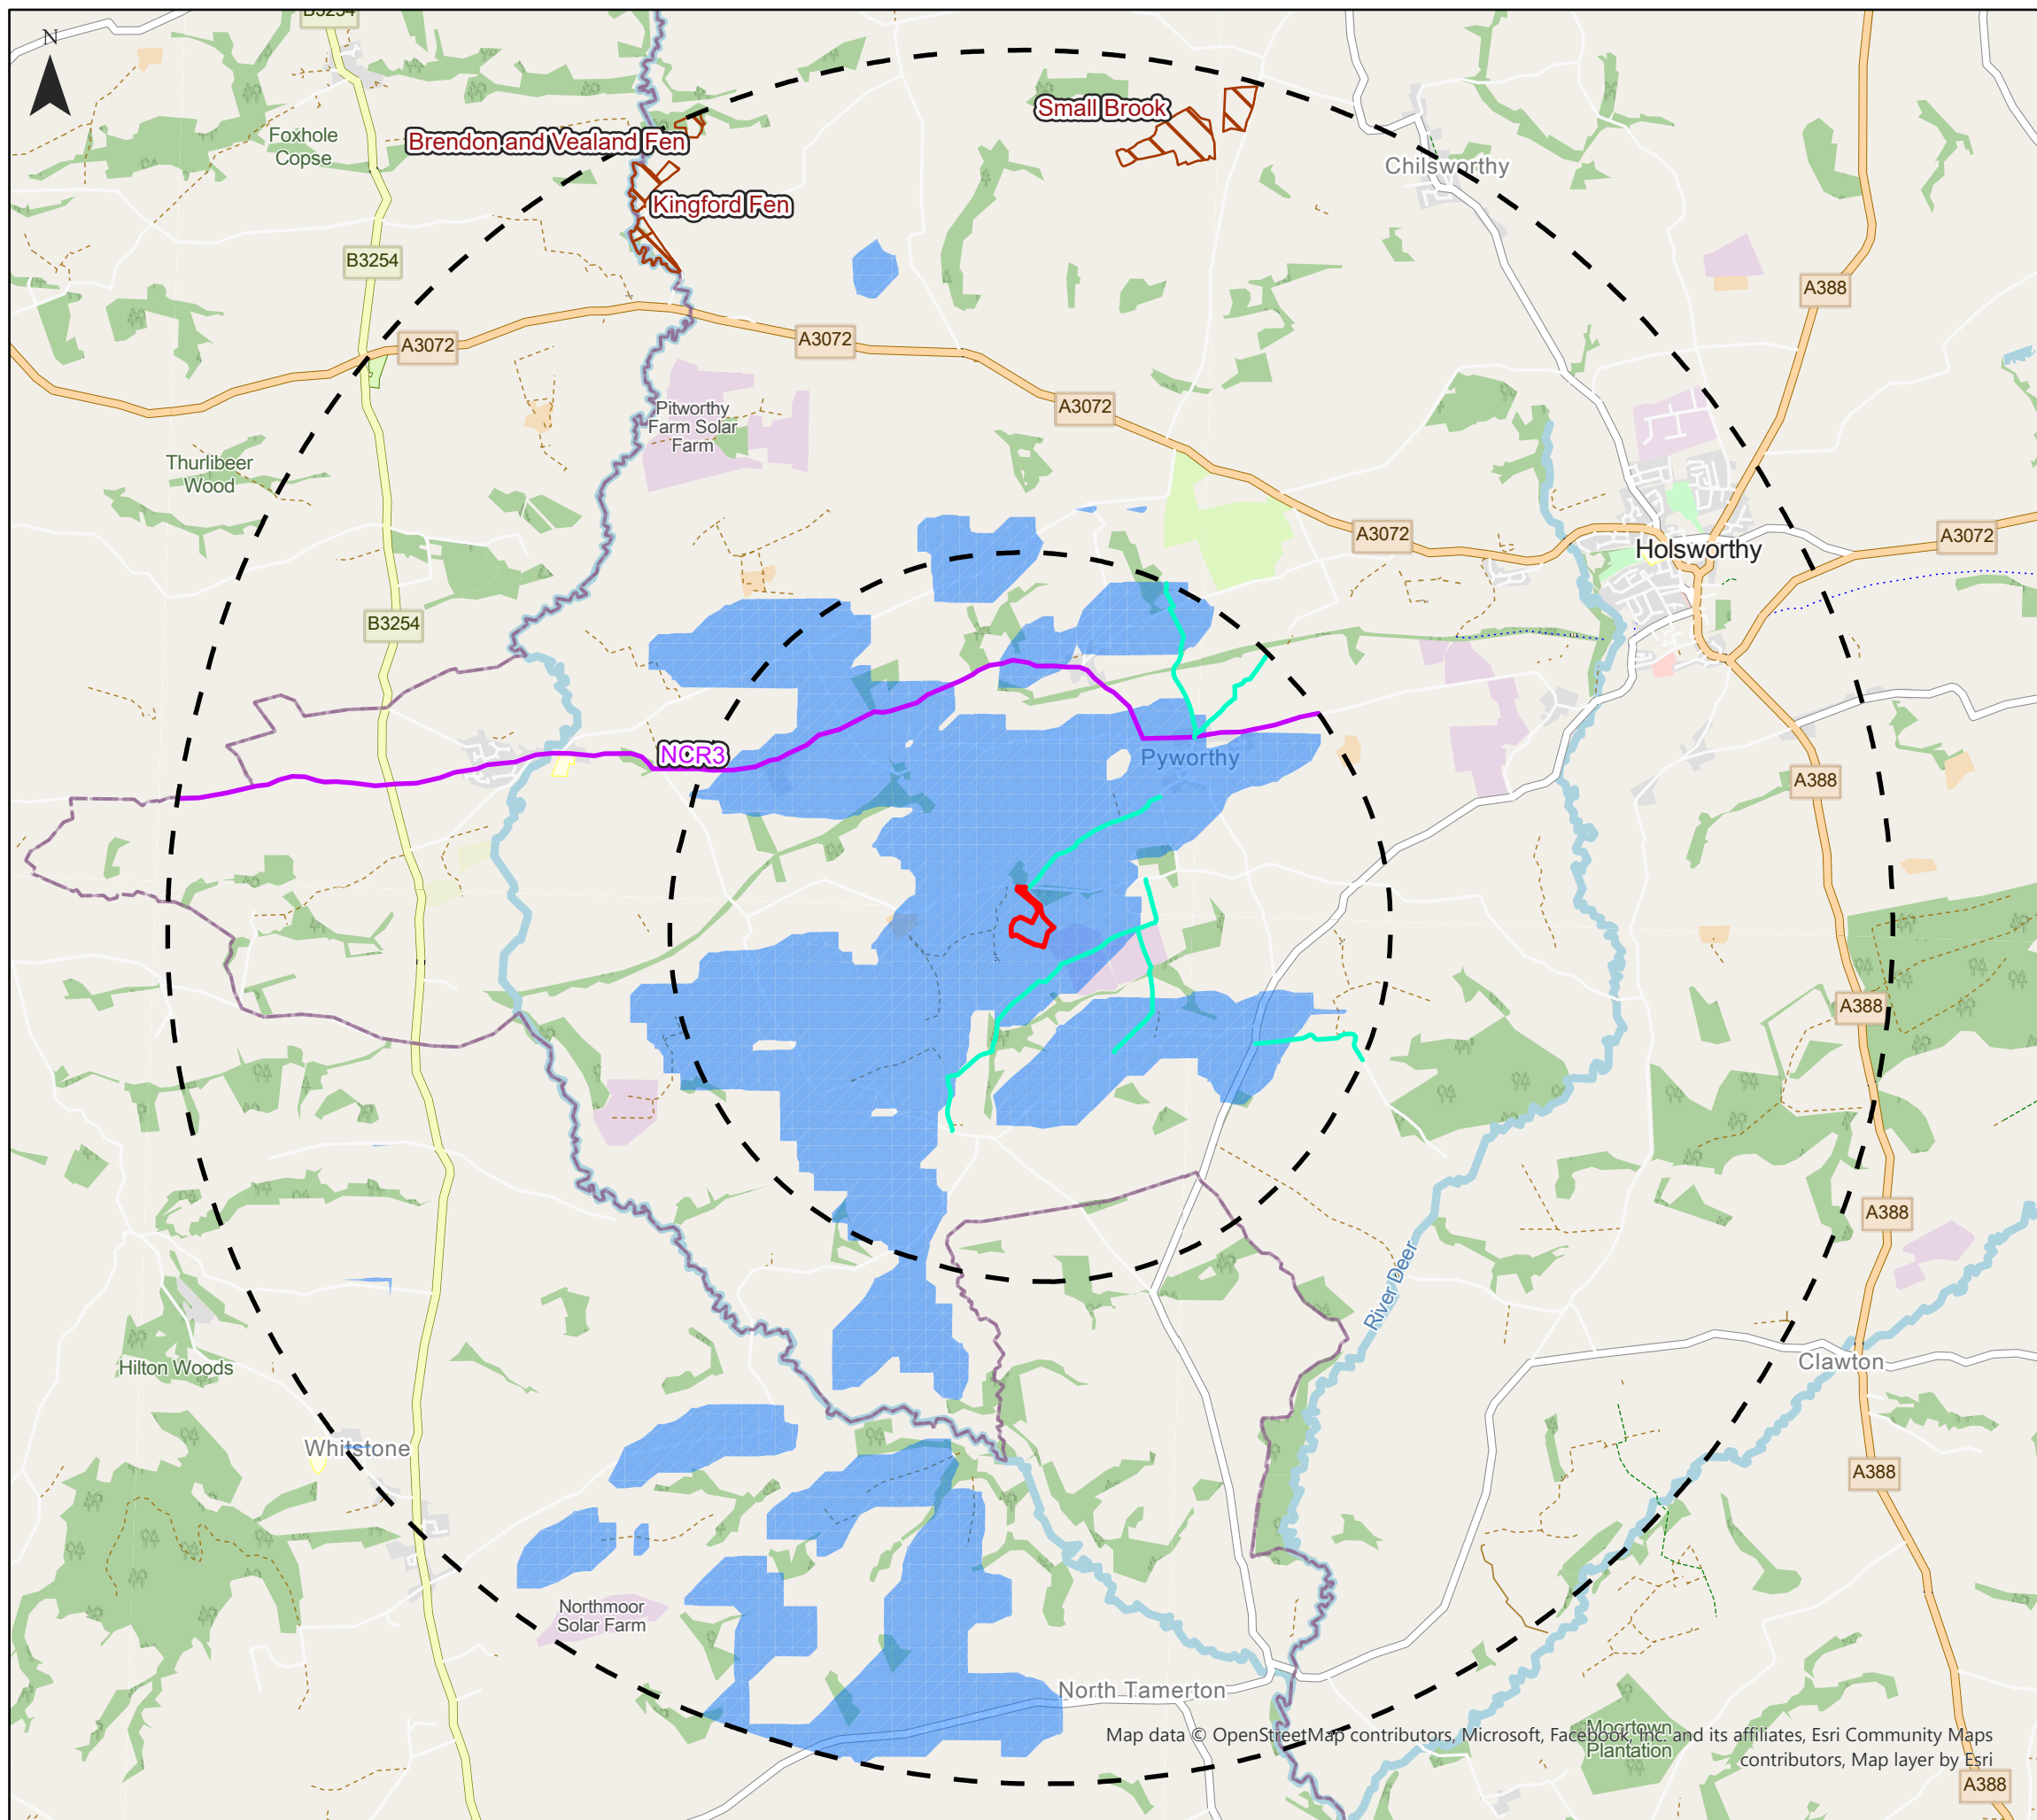 B3254
N
Small Brook
Foxhole
Copse
Brendon and Vealand Fen
Chilsworthy
Kingford Fen
B3254
A388
A3072
A3072
A3072
Pitworthy
Farm Solar
Farm
Thurlibeer
Wood
A3072
A3072
Holsworthy
B3254
NCR3
Pyworthy
A388
A388
A388
River Deer
Hilton Woods
Clawton
Whitstone
A388
Northmoor
Solar Farm
North Tamerton
Moortown
Plantation
Map data © OpenStreetMap contributors, Microsoft, Facebook, Inc. and its affiliates, Esri Community Maps
contributors, Map layer by Esri
A388